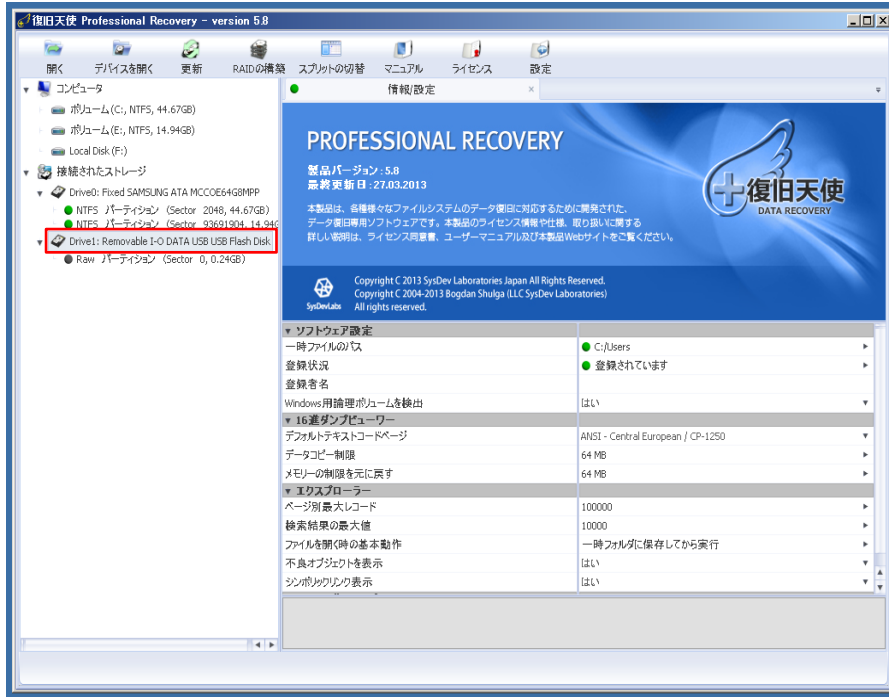 復旧天使 Professional Recovery - version 5.8
開く デバイスを開く 更新 RAIDの構築 スプリットの切替 マニュアル ライセンス 設定
コンピュータ
ボリューム(C:, NTFS, 44.67GB)
ボリューム(E:, NTFS, 14.94GB)
Local Disk (F:)
接続されたストレージ
Drive0: Fixed SAMSUNG ATA MCCOE64G8MPP
NTFS パーティション (Sector 2048, 44.67GB)
NTFS パーティション (Sector 93691904, 14.94G
Drive1: Removable I-O DATA USB USB Flash Disk
Raw パーティション (Sector 0, 0.24GB)
情報/設定
PROFESSIONAL RECOVERY
製品バージョン : 5.8
最終更新日 : 27.03.2013
本製品は、各種様々なファイルシステムのデータ復旧に対応するために開発された、
データ復旧専用ソフトウェアです。本製品のライセンス情報や仕様、取り扱いに関する
詳しい説明は、ライセンス同意書、ユーザーマニュアル及び本製品Webサイトをご覧ください。
復旧天使
DATA RECOVERY
SysDevLabs
Copyright C 2013 SysDev Laboratories Japan All Rights Reserved.
Copyright C 2004-2013 Bogdan Shulga (LLC SysDev Laboratories)
All rights reserved.
ソフトウェア設定
一時ファイルのパス C:/Users
登録状況 登録されています
登録者名
Windows用論理ボリュームを検出 はい
16進ダンプビューワー
デフォルトテキストコードページ ANSI - Central European / CP-1250
データコピー制限 64 MB
メモリーの制限を元に戻す 64 MB
エクスプローラー
ページ別最大レコード 100000
検索結果の最大値 10000
ファイルを開く時の基本動作 一時フォルダに保存してから実行
不良オブジェクトを表示 はい
シンボリックリンク表示 はい